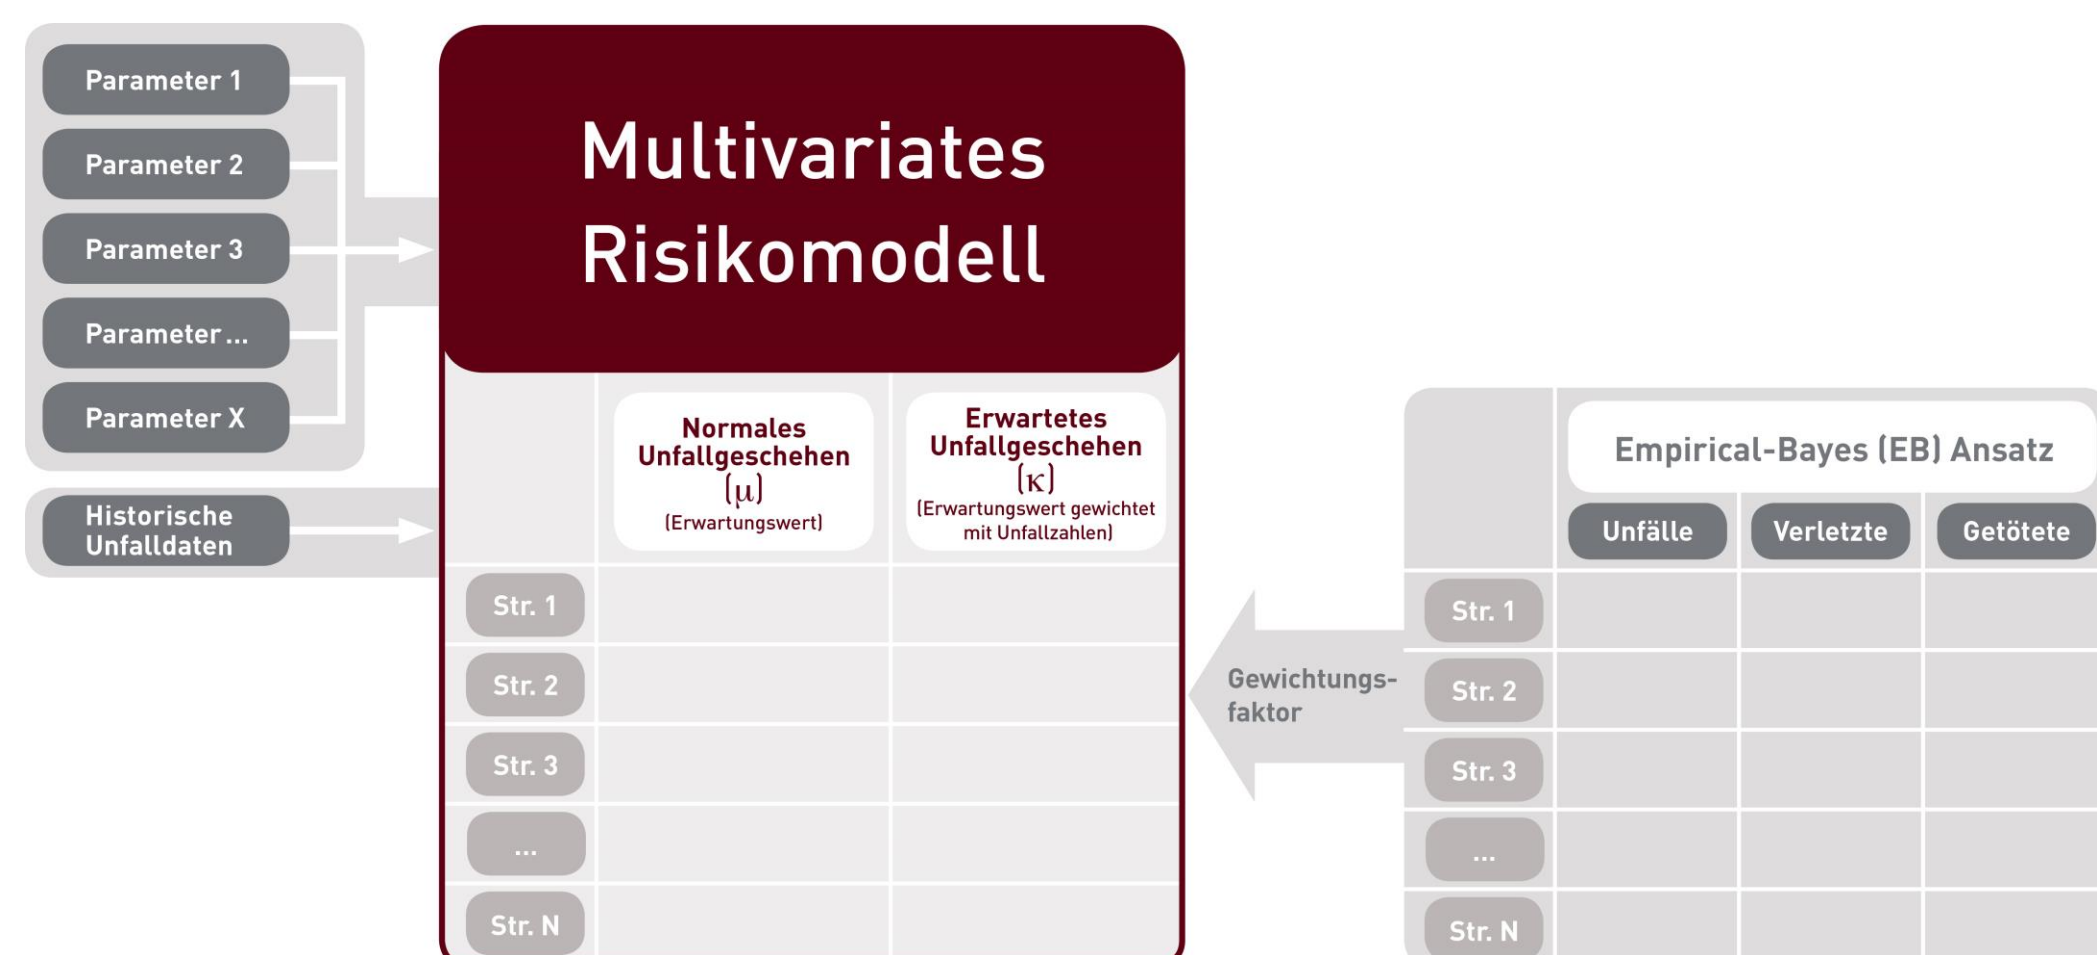 Parameter 1
Parameter 2
Parameter 3
Parameter ...
Parameter X
Historische
Unfalldaten
Multivariates
Risikomodell
Normales
Unfallgeschehen
(μ)
(Erwartungswert)
Erwartetes
Unfallgeschehen
(κ)
(Erwartungswert gewichtet
mit Unfallzahlen)
Str. 1
Str. 2
Str. 3
...
Str. N
Gewichtungs-
faktor
Empirical-Bayes (EB) Ansatz
Unfälle Verletzte Getötete
Str. 1
Str. 2
Str. 3
...
Str. N